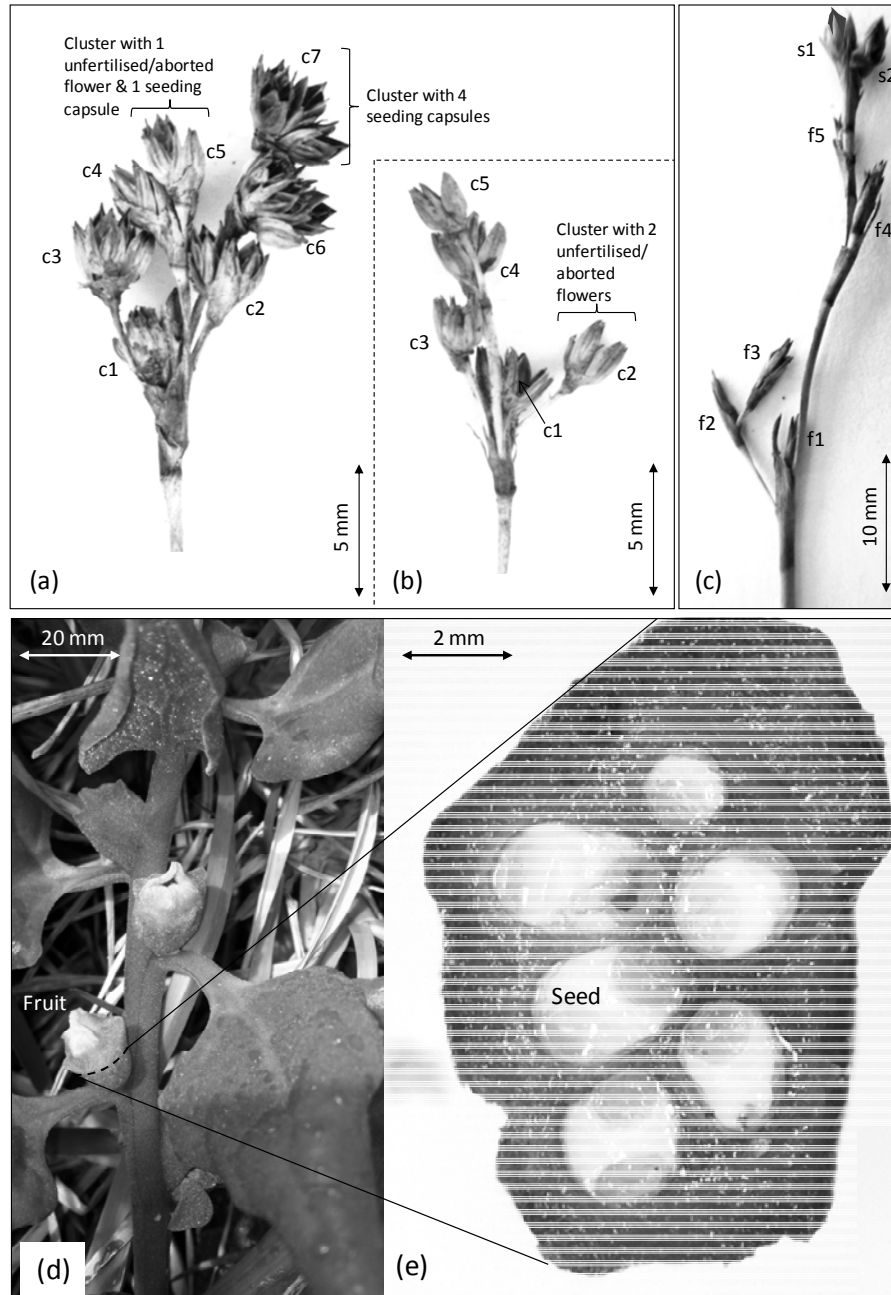 Cluster with 1
unfertilised/aborted
flower & 1 seeding
capsule
c7
Cluster with 4
seeding capsules
c5
c4
c3
c6
c2
c1
5 mm
(a)
c5
Cluster with 2
unfertilised/
aborted
flowers
c4
c3
c2
c1
5 mm
(b)
s1
s2
f5
f4
f3
f2
f1
10 mm
(c)
20 mm
Fruit
(d)
2 mm
Seed
(e)